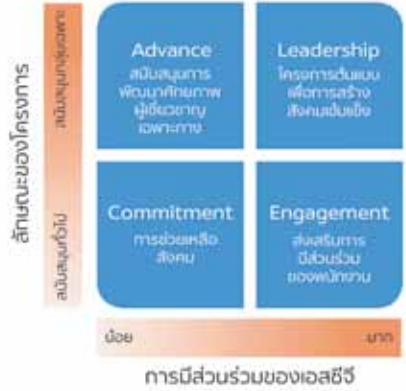 ลักษณะของโครงการ
สนับสนุนกลุ่มเฉพาะ
สนับสนุนทั่วไป
Advance
สนับสนุนการ
พัฒนาศักยภาพ
ผู้เชี่ยวชาญ
เฉพาะทาง
Leadership
โครงการต้นแบบ
เพื่อการสร้าง
สังคมเข้มแข็ง
Commitment
การช่วยเหลือ
สังคม
Engagement
ส่งเสริมการ
มีส่วนร่วม
ของพนักงาน
น้อย
มาก
การมีส่วนร่วมของเอสซีจี